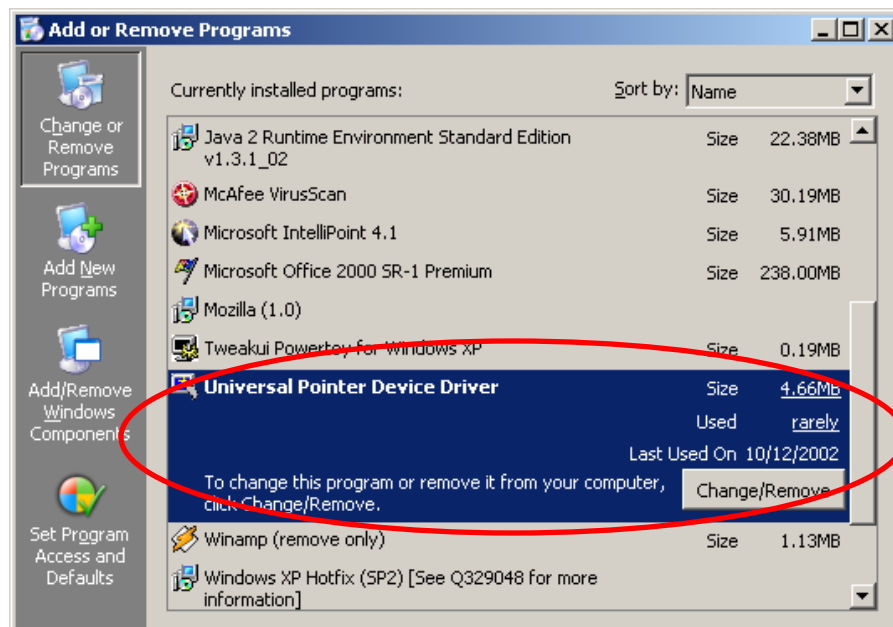 Add or Remove Programs
Change or
Remove
Programs
Add New
Programs
Add/Remove
Windows
Components
Set Program
Access and
Defaults
Currently installed programs:
Sort by: Name
Java 2 Runtime Environment Standard Edition Size 22.38MB
v1.3.1_02
McAfee VirusScan Size 30.19MB
Microsoft IntelliPoint 4.1 Size 5.91MB
Microsoft Office 2000 SR-1 Premium Size 238.00MB
Mozilla (1.0)
Tweakui Powertoy for Windows XP Size 0.19MB
Universal Pointer Device Driver Size 4.66MB
Used rarely
Last Used On 10/12/2002
To change this program or remove it from your computer,
click Change/Remove.
Change/Remove
Winamp (remove only) Size 1.13MB
Windows XP Hotfix (SP2) [See Q329048 for more
information]